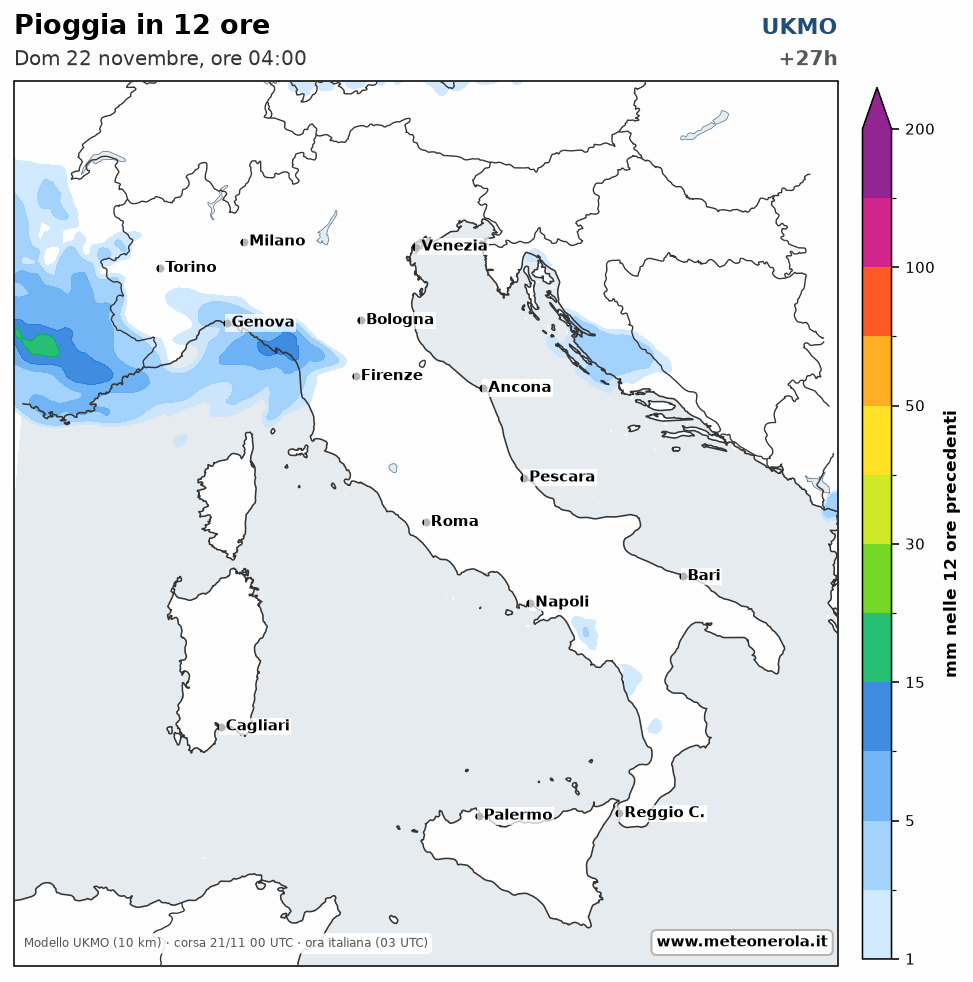 Pioggia in 12 ore
UKMO
Dom 22 novembre, ore 04:00
+27h
200
100
50
30
15
5
1
mm nelle 12 ore precedenti
Milano
Venezia
Torino
Genova
Bologna
Firenze
Ancona
Pescara
Roma
Bari
Napoli
Cagliari
Palermo
Reggio C.
Modello UKMO (10 km) · corsa 21/11 00 UTC · ora italiana (03 UTC)
www.meteonerola.it